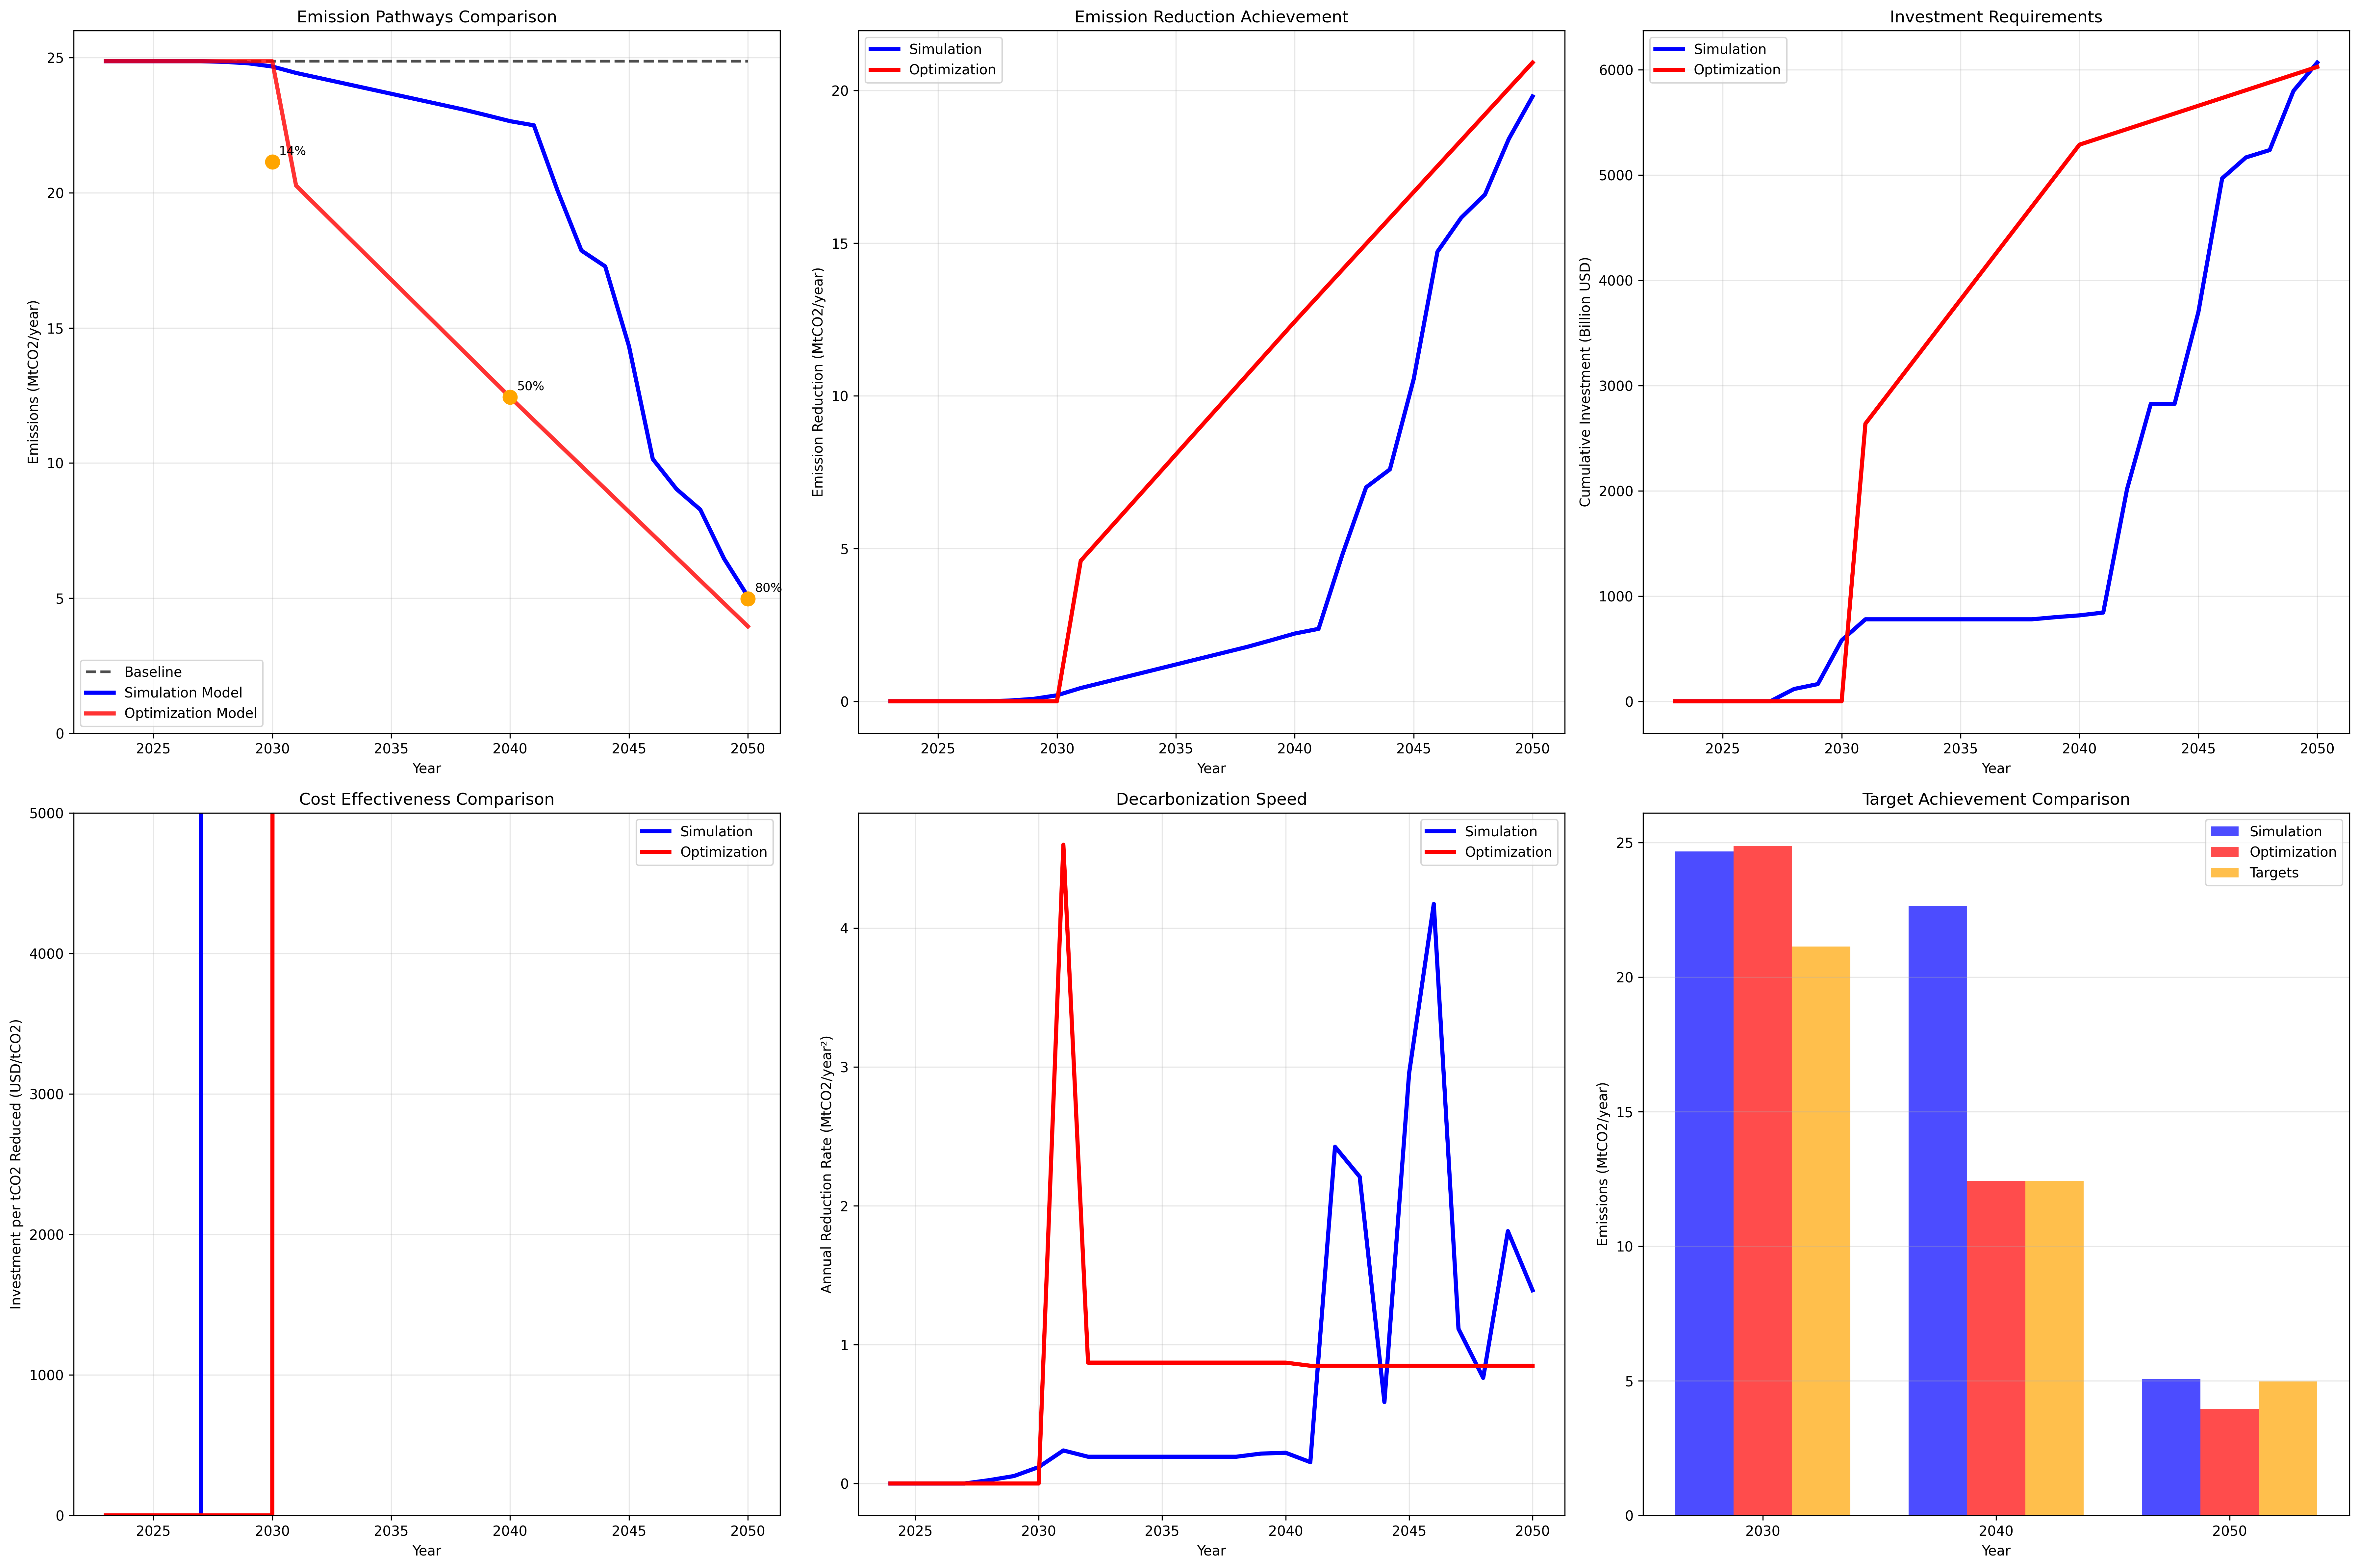 Emission Pathways Comparison
Emissions (MtCO2/year)
25
20
15
10
5
0
14%
50%
80%
Baseline
Simulation Model
Optimization Model
2025 2030 2035 2040 2045 2050
Year
Emission Reduction Achievement
Simulation
Optimization
Emission Reduction (MtCO2/year)
20
15
10
5
0
2025 2030 2035 2040 2045 2050
Year
Investment Requirements
Simulation
Optimization
Cumulative Investment (Billion USD)
6000
5000
4000
3000
2000
1000
0
2025 2030 2035 2040 2045 2050
Year
Cost Effectiveness Comparison
Simulation
Optimization
Investment per tCO2 Reduced (USD/tCO2)
5000
4000
3000
2000
1000
0
2025 2030 2035 2040 2045 2050
Year
Decarbonization Speed
Simulation
Optimization
Annual Reduction Rate (MtCO2/year²)
4
3
2
1
0
2025 2030 2035 2040 2045 2050
Year
Target Achievement Comparison
Simulation
Optimization
Targets
Emissions (MtCO2/year)
25
20
15
10
5
0
2030 2040 2050
Year